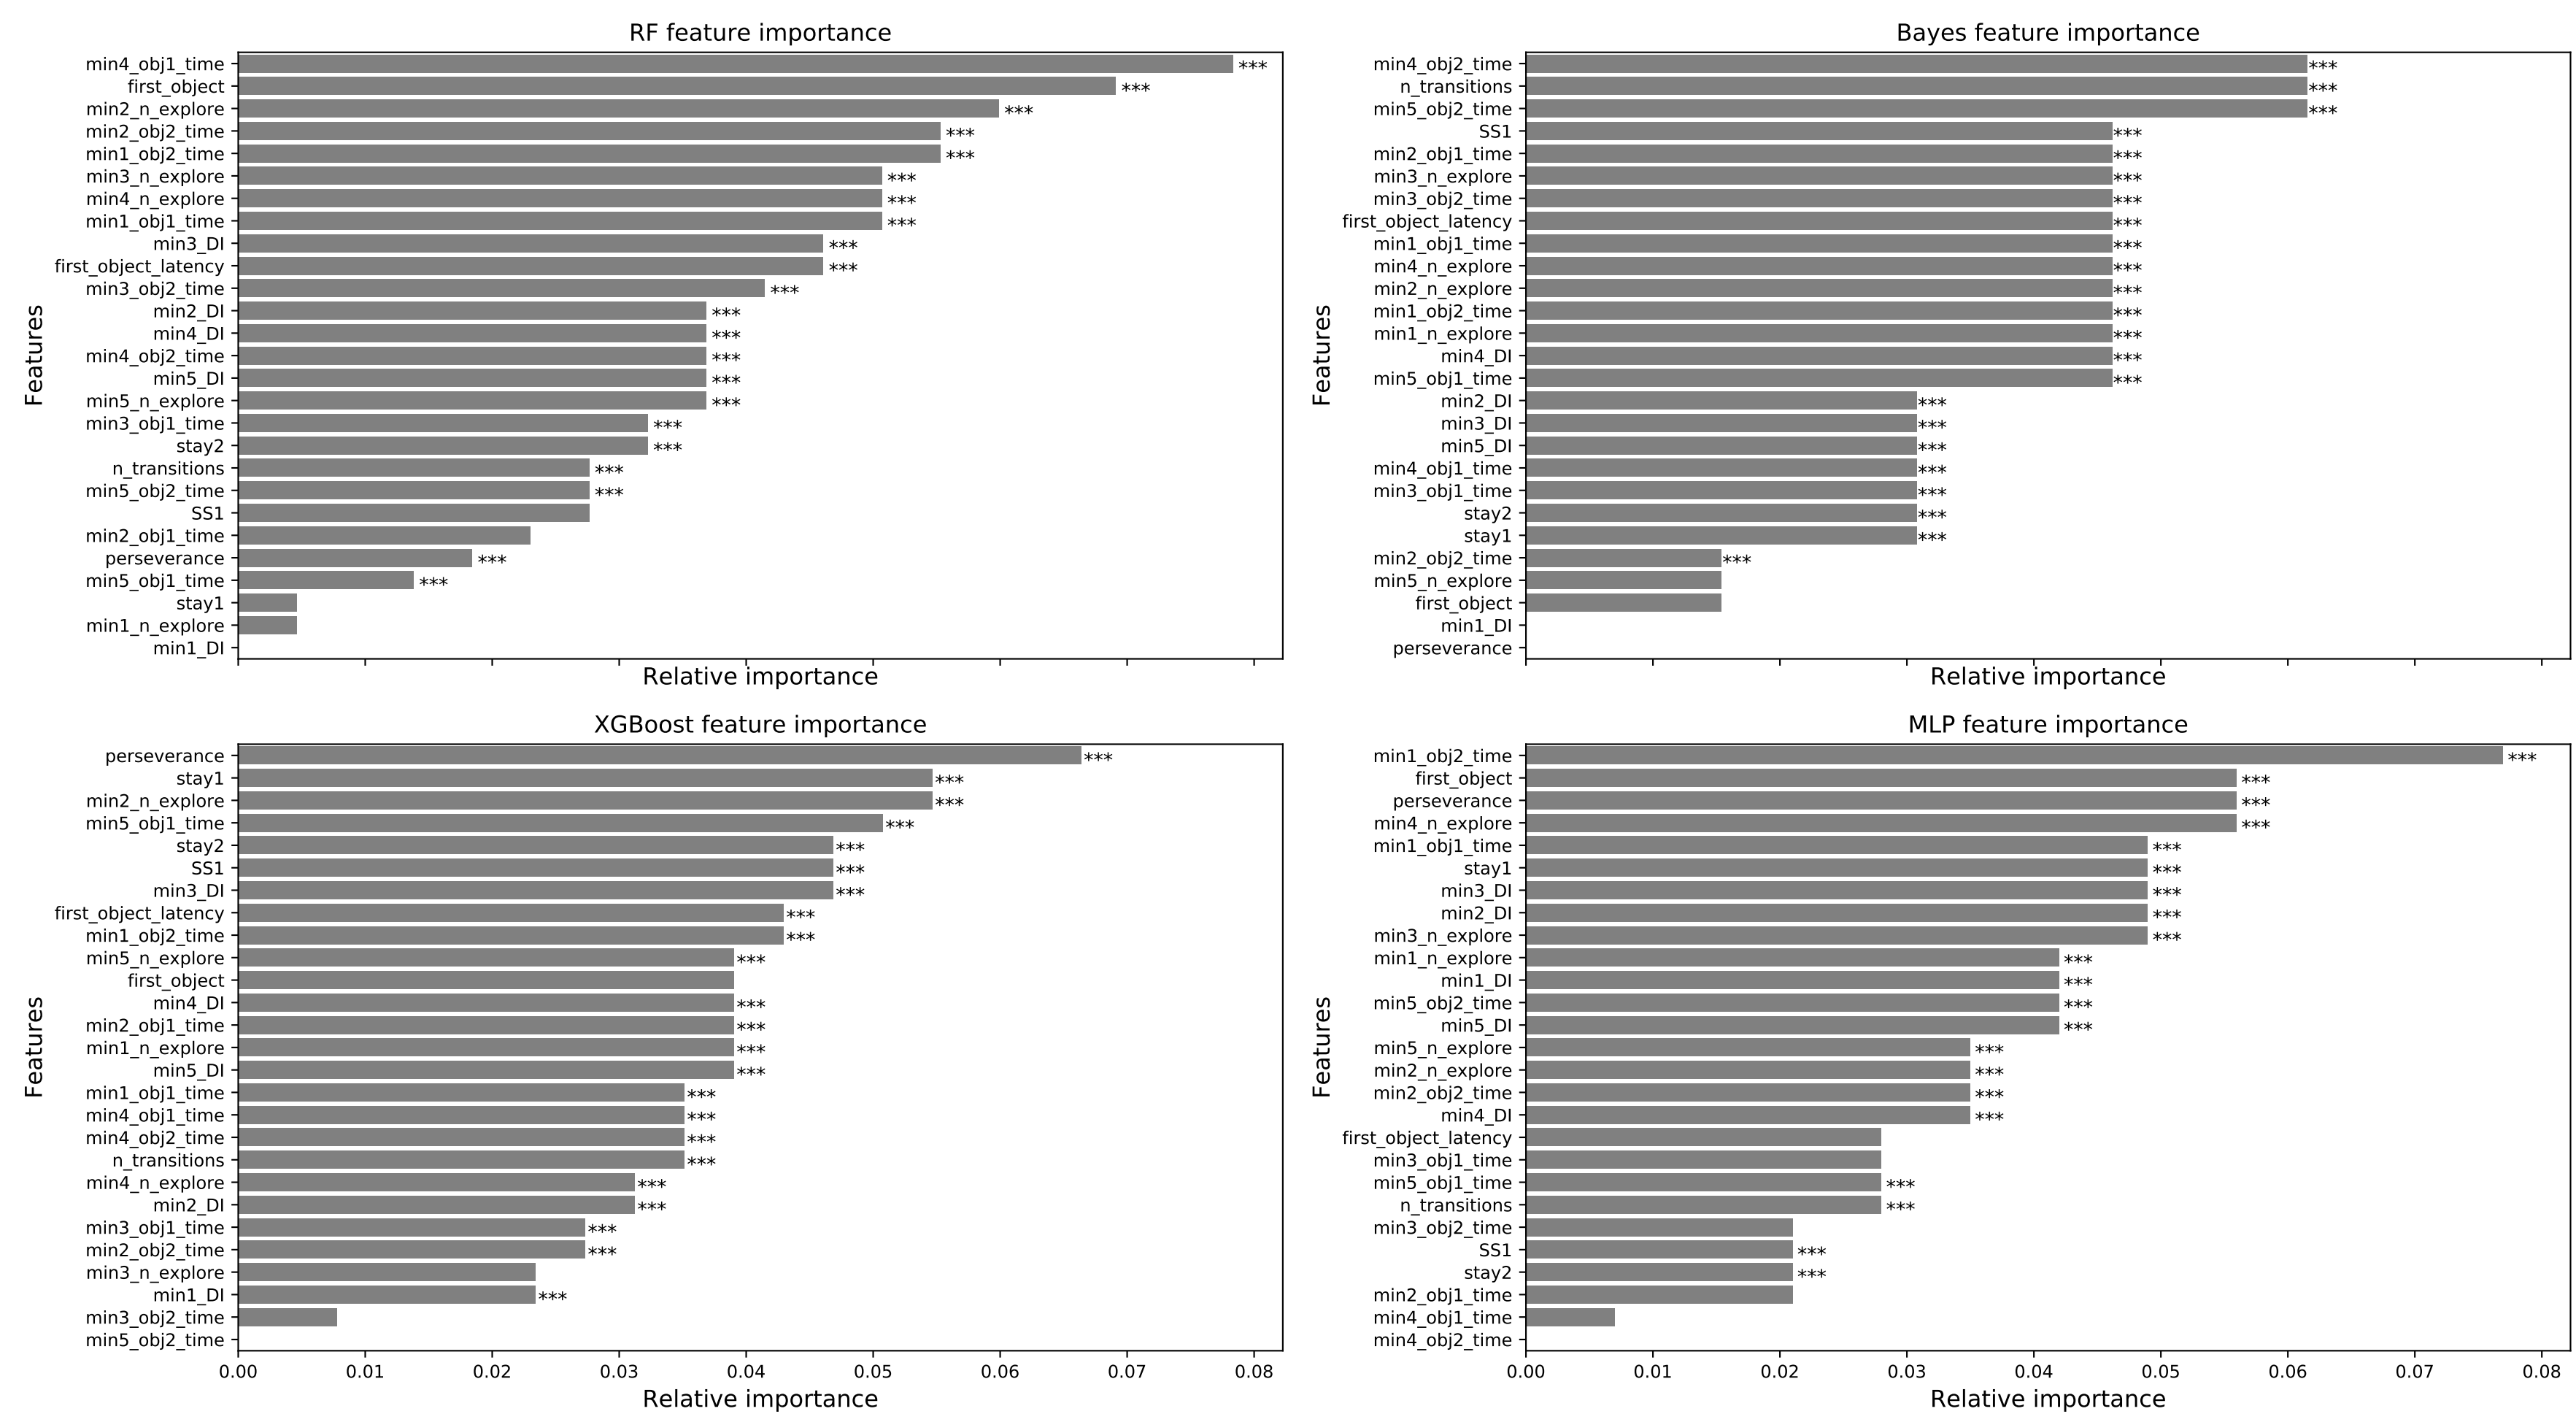 RF feature importance
Features
min4_obj1_time ***
first_object ***
min2_n_explore ***
min2_obj2_time ***
min1_obj2_time ***
min3_n_explore ***
min4_n_explore ***
min1_obj1_time ***
min3_DI ***
first_object_latency ***
min3_obj2_time ***
min2_DI ***
min4_DI ***
min4_obj2_time ***
min5_DI ***
min5_n_explore ***
min3_obj1_time ***
stay2 ***
n_transitions ***
min5_obj2_time ***
SS1
min2_obj1_time
perseverance ***
min5_obj1_time ***
stay1
min1_n_explore
min1_DI
Relative importance
Bayes feature importance
Features
min4_obj2_time ***
n_transitions ***
min5_obj2_time ***
SS1 ***
min2_obj1_time ***
min3_n_explore ***
min3_obj2_time ***
first_object_latency ***
min1_obj1_time ***
min4_n_explore ***
min2_n_explore ***
min1_obj2_time ***
min1_n_explore ***
min4_DI ***
min5_obj1_time ***
min2_DI ***
min3_DI ***
min5_DI ***
min4_obj1_time ***
min3_obj1_time ***
stay2 ***
stay1 ***
min2_obj2_time ***
min5_n_explore
first_object
min1_DI
perseverance
Relative importance
XGBoost feature importance
Features
perseverance ***
stay1 ***
min2_n_explore ***
min5_obj1_time ***
stay2 ***
SS1 ***
min3_DI ***
first_object_latency ***
min1_obj2_time ***
min5_n_explore ***
first_object
min4_DI ***
min2_obj1_time ***
min1_n_explore ***
min5_DI ***
min1_obj1_time ***
min4_obj1_time ***
min4_obj2_time ***
n_transitions ***
min4_n_explore ***
min2_DI ***
min3_obj1_time ***
min2_obj2_time ***
min3_n_explore
min1_DI ***
min3_obj2_time
min5_obj2_time
0.00 0.01 0.02 0.03 0.04 0.05 0.06 0.07 0.08
Relative importance
MLP feature importance
Features
min1_obj2_time ***
first_object ***
perseverance ***
min4_n_explore ***
min1_obj1_time ***
stay1 ***
min3_DI ***
min2_DI ***
min3_n_explore ***
min1_n_explore ***
min1_DI ***
min5_obj2_time ***
min5_DI ***
min5_n_explore ***
min2_n_explore ***
min2_obj2_time ***
min4_DI ***
first_object_latency
min3_obj1_time
min5_obj1_time ***
n_transitions ***
min3_obj2_time
SS1 ***
stay2 ***
min2_obj1_time
min4_obj1_time
min4_obj2_time
0.00 0.01 0.02 0.03 0.04 0.05 0.06 0.07 0.08
Relative importance